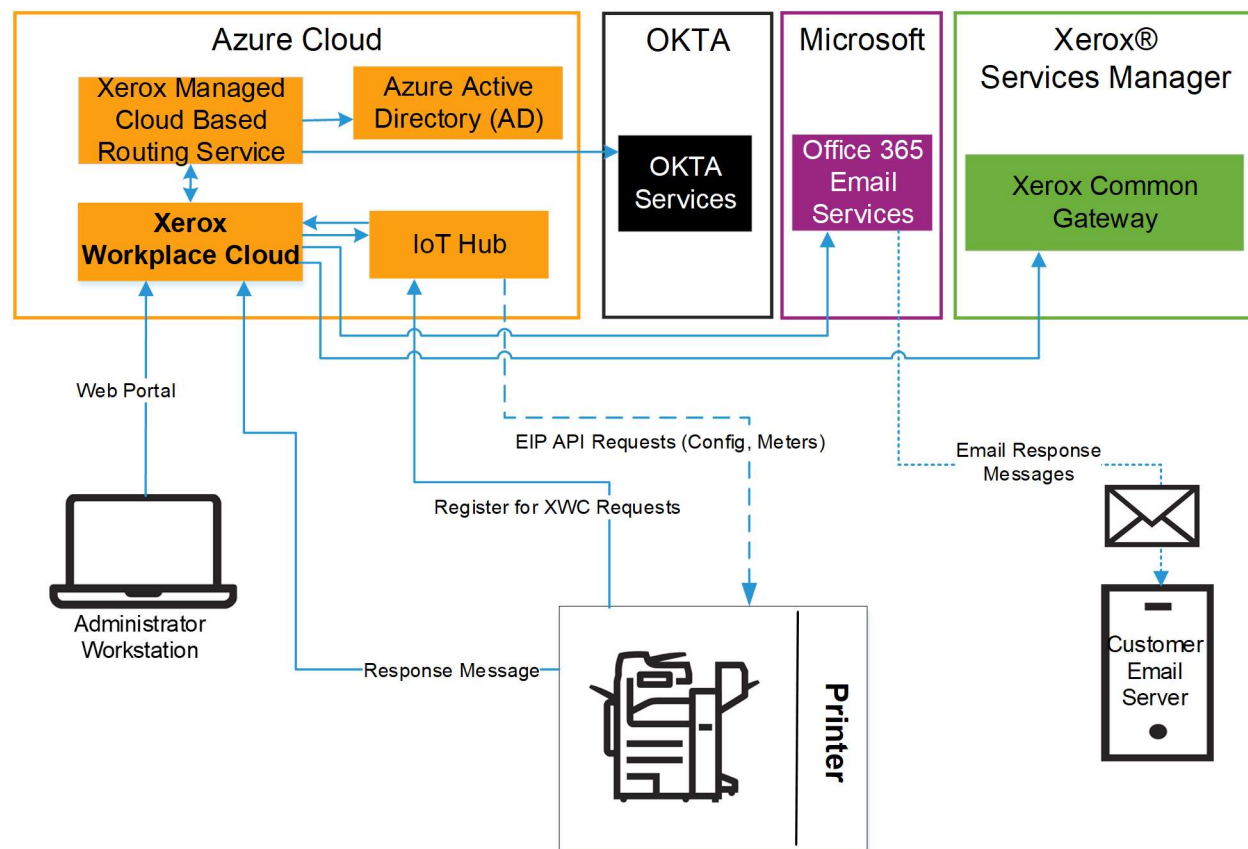 Azure Cloud
OKTA
Microsoft
Xerox®
Services Manager
Xerox Managed
Cloud Based
Routing Service
Azure Active
Directory (AD)
OKTA
Services
Office 365
Email
Services
Xerox Common
Gateway
Xerox
Workplace Cloud
IoT Hub
Web Portal
EIP API Requests (Config, Meters)
Email Response
Messages
Register for XWC Requests
Administrator
Workstation
Response Message
Printer
Customer
Email
Server